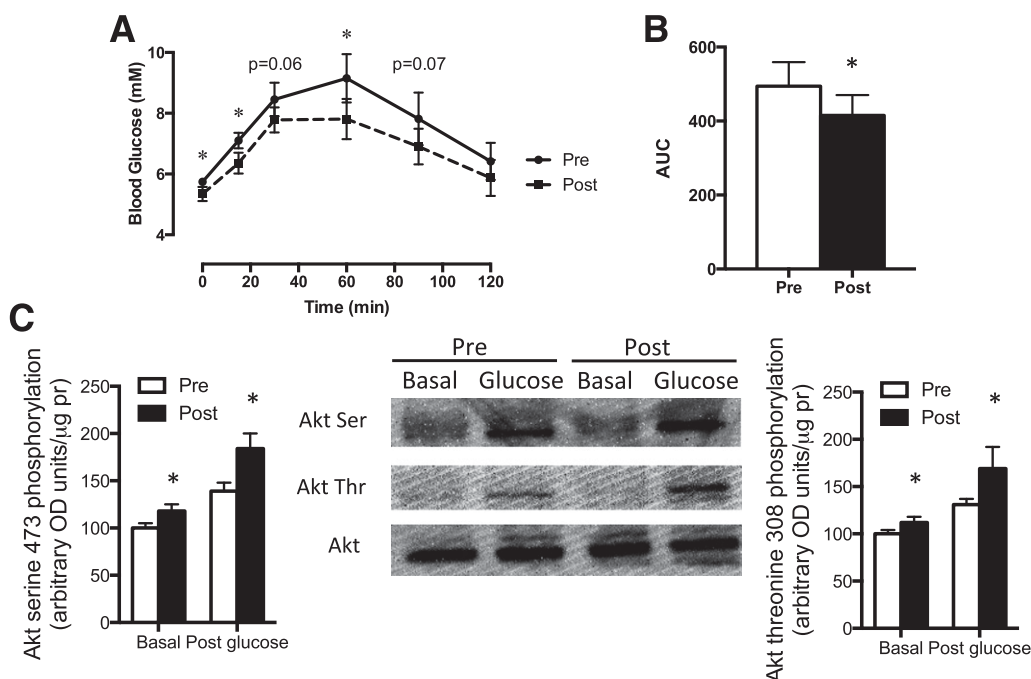 A
Blood Glucose (mM)
10
8
6
4
*
*
p=0.06
*
p=0.07
Pre
Post
0 20 40 60 80 100 120
Time (min)
B
AUC
600
400
200
0
*
Pre Post
C
Akt serine 473 phosphorylation
(arbitrary OD units/μg pr)
250
200
150
100
50
0
Pre
Post
*
*
Basal Post glucose
Pre Post
Basal Glucose Basal Glucose
Akt Ser
Akt Thr
Akt
Akt threonine 308 phosphorylation
(arbitrary OD units/μg pr)
250
200
150
100
50
0
Pre
Post
*
*
Basal Post glucose